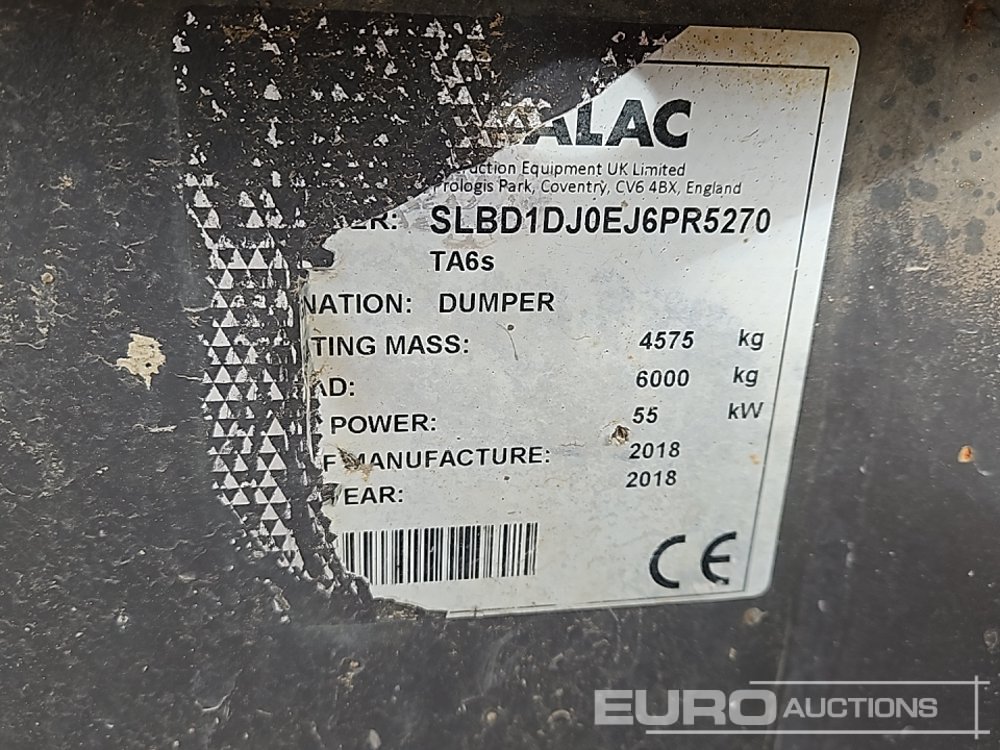 ALAC
uction Equipment UK Limited
Prologis Park, Coventry, CV6 4BX, England
ER: SLBD1DJ0EJ6PR5270
TA6s
NATION: DUMPER
TING MASS: 4575 kg
AD: 6000 kg
POWER: 55 kW
F MANUFACTURE: 2018
YEAR: 2018
CE
EURO AUCTIONS